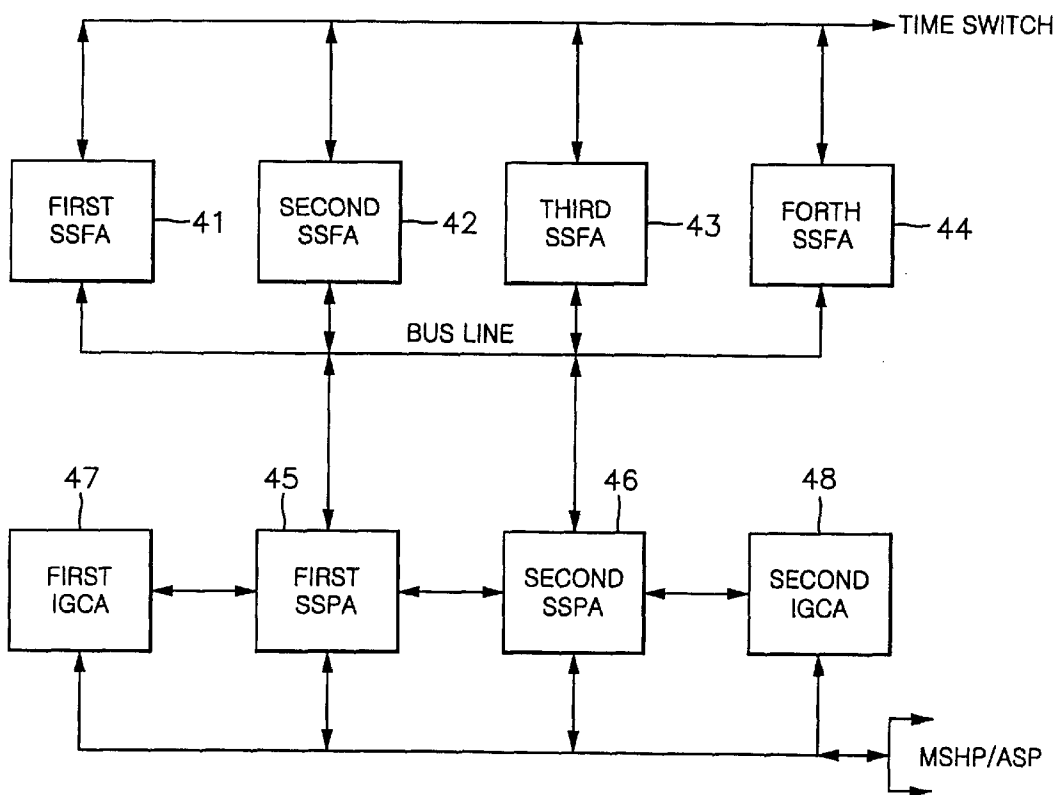 TIME SWITCH
FIRST
SSFA
41
SECOND
SSFA
42
THIRD
SSFA
43
FORTH
SSFA
44
BUS LINE
47
45
46
48
FIRST
IGCA
FIRST
SSPA
SECOND
SSPA
SECOND
IGCA
MSHP/ASP